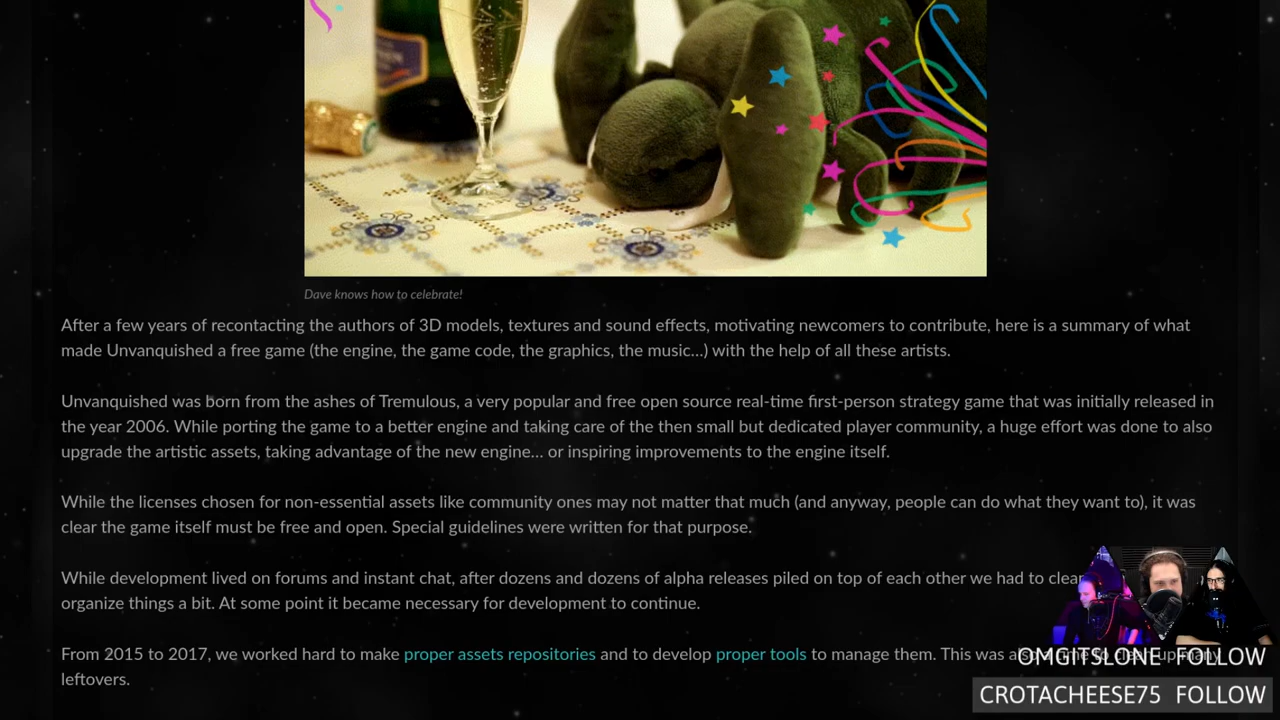 Dave knows how to celebrate!
After a few years of recontacting the authors of 3D models, textures and sound effects, motivating newcomers to contribute, here is a summary of what
made Unvanquished a free game (the engine, the game code, the graphics, the music...) with the help of all these artists.
Unvanquished was born from the ashes of Tremulous, a very popular and free open source real-time first-person strategy game that was initially released in
the year 2006. While porting the game to a better engine and taking care of the then small but dedicated player community, a huge effort was done to also
upgrade the artistic assets, taking advantage of the new engine... or inspiring improvements to the engine itself.
While the licenses chosen for non-essential assets like community ones may not matter that much (and anyway, people can do what they want to), it was
clear the game itself must be free and open. Special guidelines were written for that purpose.
While development lived on forums and instant chat, after dozens and dozens of alpha releases piled on top of each other we had to clean
organize things a bit. At some point it became necessary for development to continue.
From 2015 to 2017, we worked hard to make proper assets repositories and to develop proper tools to manage them. This was also a time to clean up many
leftovers.
OMGITSLONE FOLLOW
CROTACHEESE75 FOLLOW